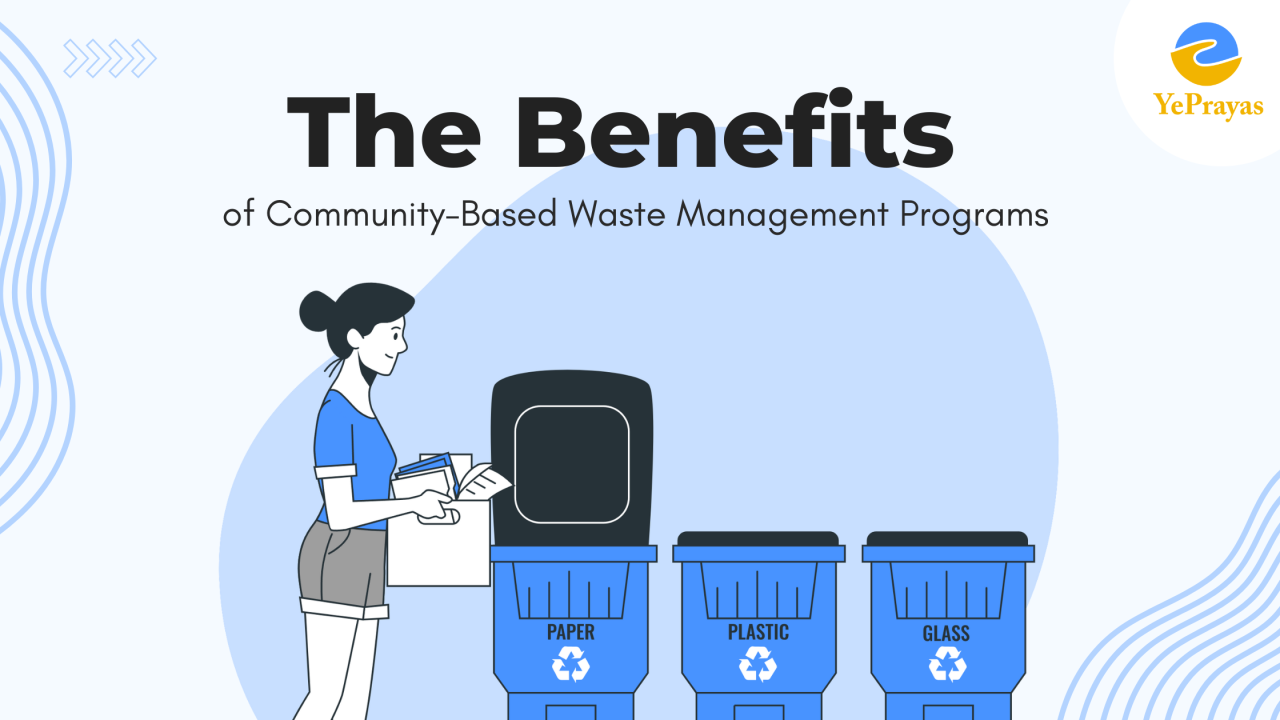 YePrayas
The Benefits
of Community-Based Waste Management Programs
PAPER
PLASTIC
GLASS